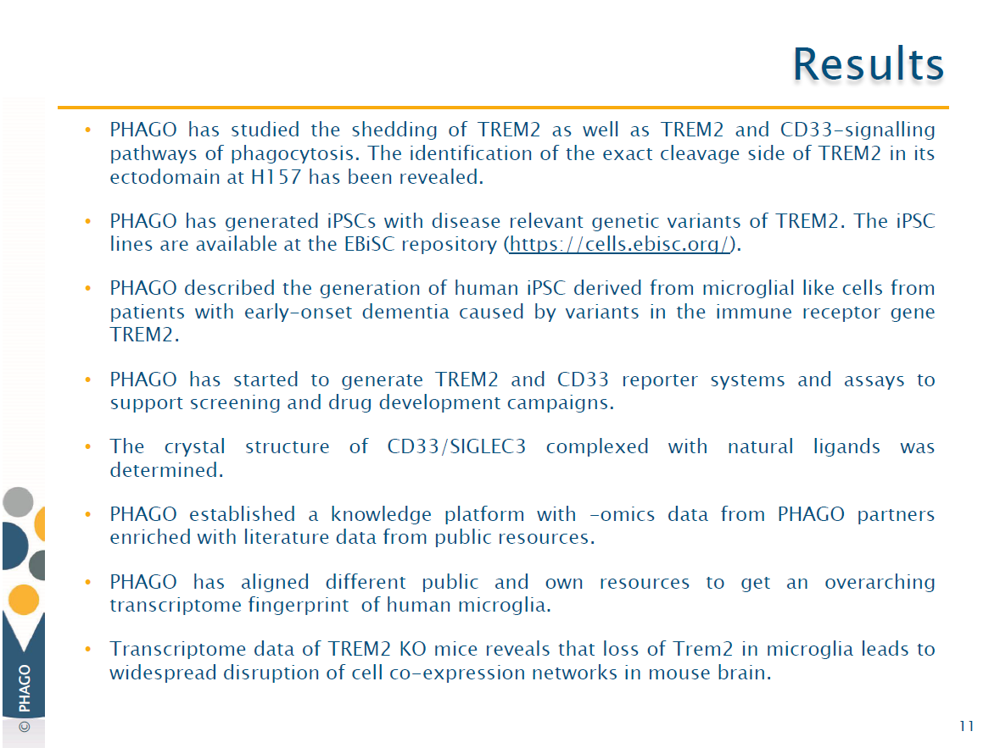 Results
• PHAGO has studied the shedding of TREM2 as well as TREM2 and CD33-signalling
pathways of phagocytosis. The identification of the exact cleavage side of TREM2 in its
ectodomain at H157 has been revealed.
• PHAGO has generated iPSCs with disease relevant genetic variants of TREM2. The iPSC
lines are available at the EBiSC repository (https://cells.ebisc.org/).
• PHAGO described the generation of human iPSC derived from microglial like cells from
patients with early-onset dementia caused by variants in the immune receptor gene
TREM2.
• PHAGO has started to generate TREM2 and CD33 reporter systems and assays to
support screening and drug development campaigns.
• The crystal structure of CD33/SIGLEC3 complexed with natural ligands was
determined.
• PHAGO established a knowledge platform with -omics data from PHAGO partners
enriched with literature data from public resources.
• PHAGO has aligned different public and own resources to get an overarching
transcriptome fingerprint of human microglia.
• Transcriptome data of TREM2 KO mice reveals that loss of Trem2 in microglia leads to
widespread disruption of cell co-expression networks in mouse brain.
© PHAGO
11